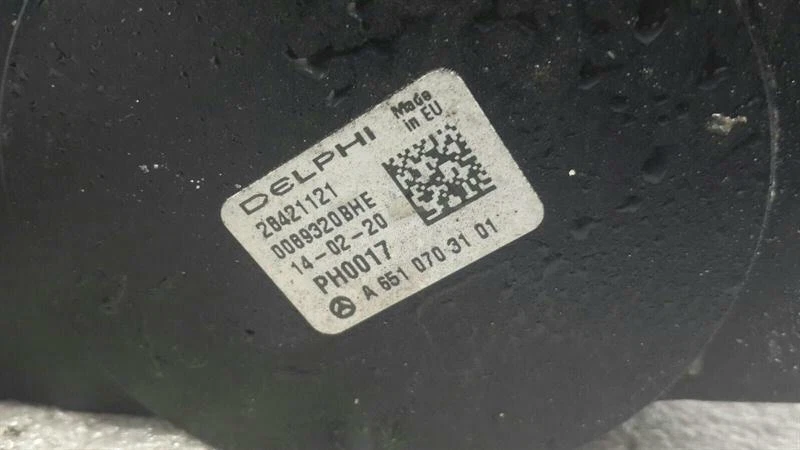 DELPHI
Made
in EU
28421121
0089320BHE
14-02-20
PH0017
A 651 070 31 01